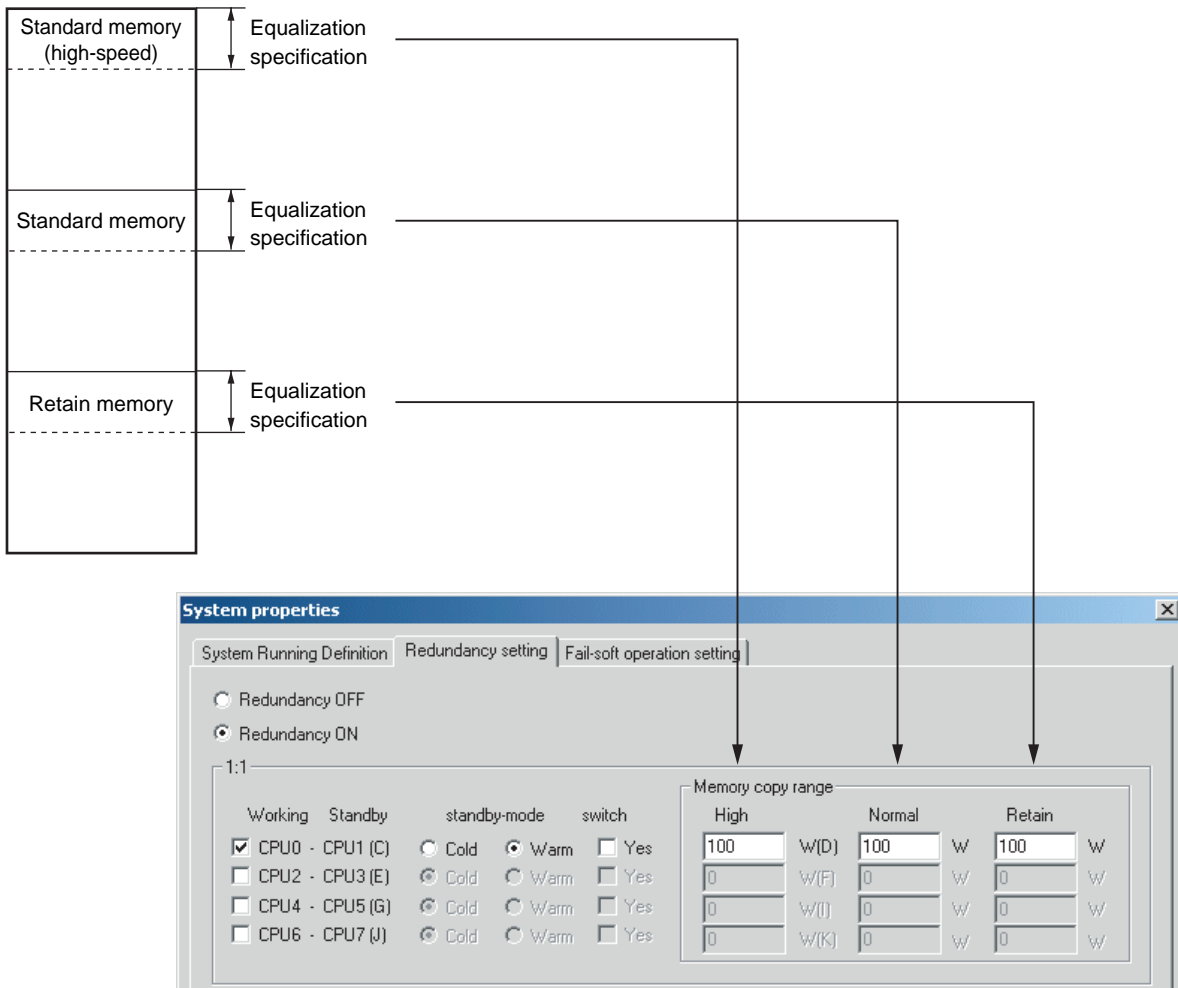 Standard memory
(high-speed)
Equalization
specification
Standard memory
Equalization
specification
Retain memory
Equalization
specification
System properties
System Running Definition Redundancy setting Fail-soft operation setting
Redundancy OFF
Redundancy ON
1:1
Memory copy range
Working Standby standby-mode switch High Normal Retain
CPU0 - CPU1 (C) Cold Warm Yes 100 W(D) 100 W 100 W
CPU2 - CPU3 (E) Cold Warm Yes 0 W(F) 0 W 0 W
CPU4 - CPU5 (G) Cold Warm Yes 0 W(I) 0 W 0 W
CPU6 - CPU7 (J) Cold Warm Yes 0 W(K) 0 W 0 W